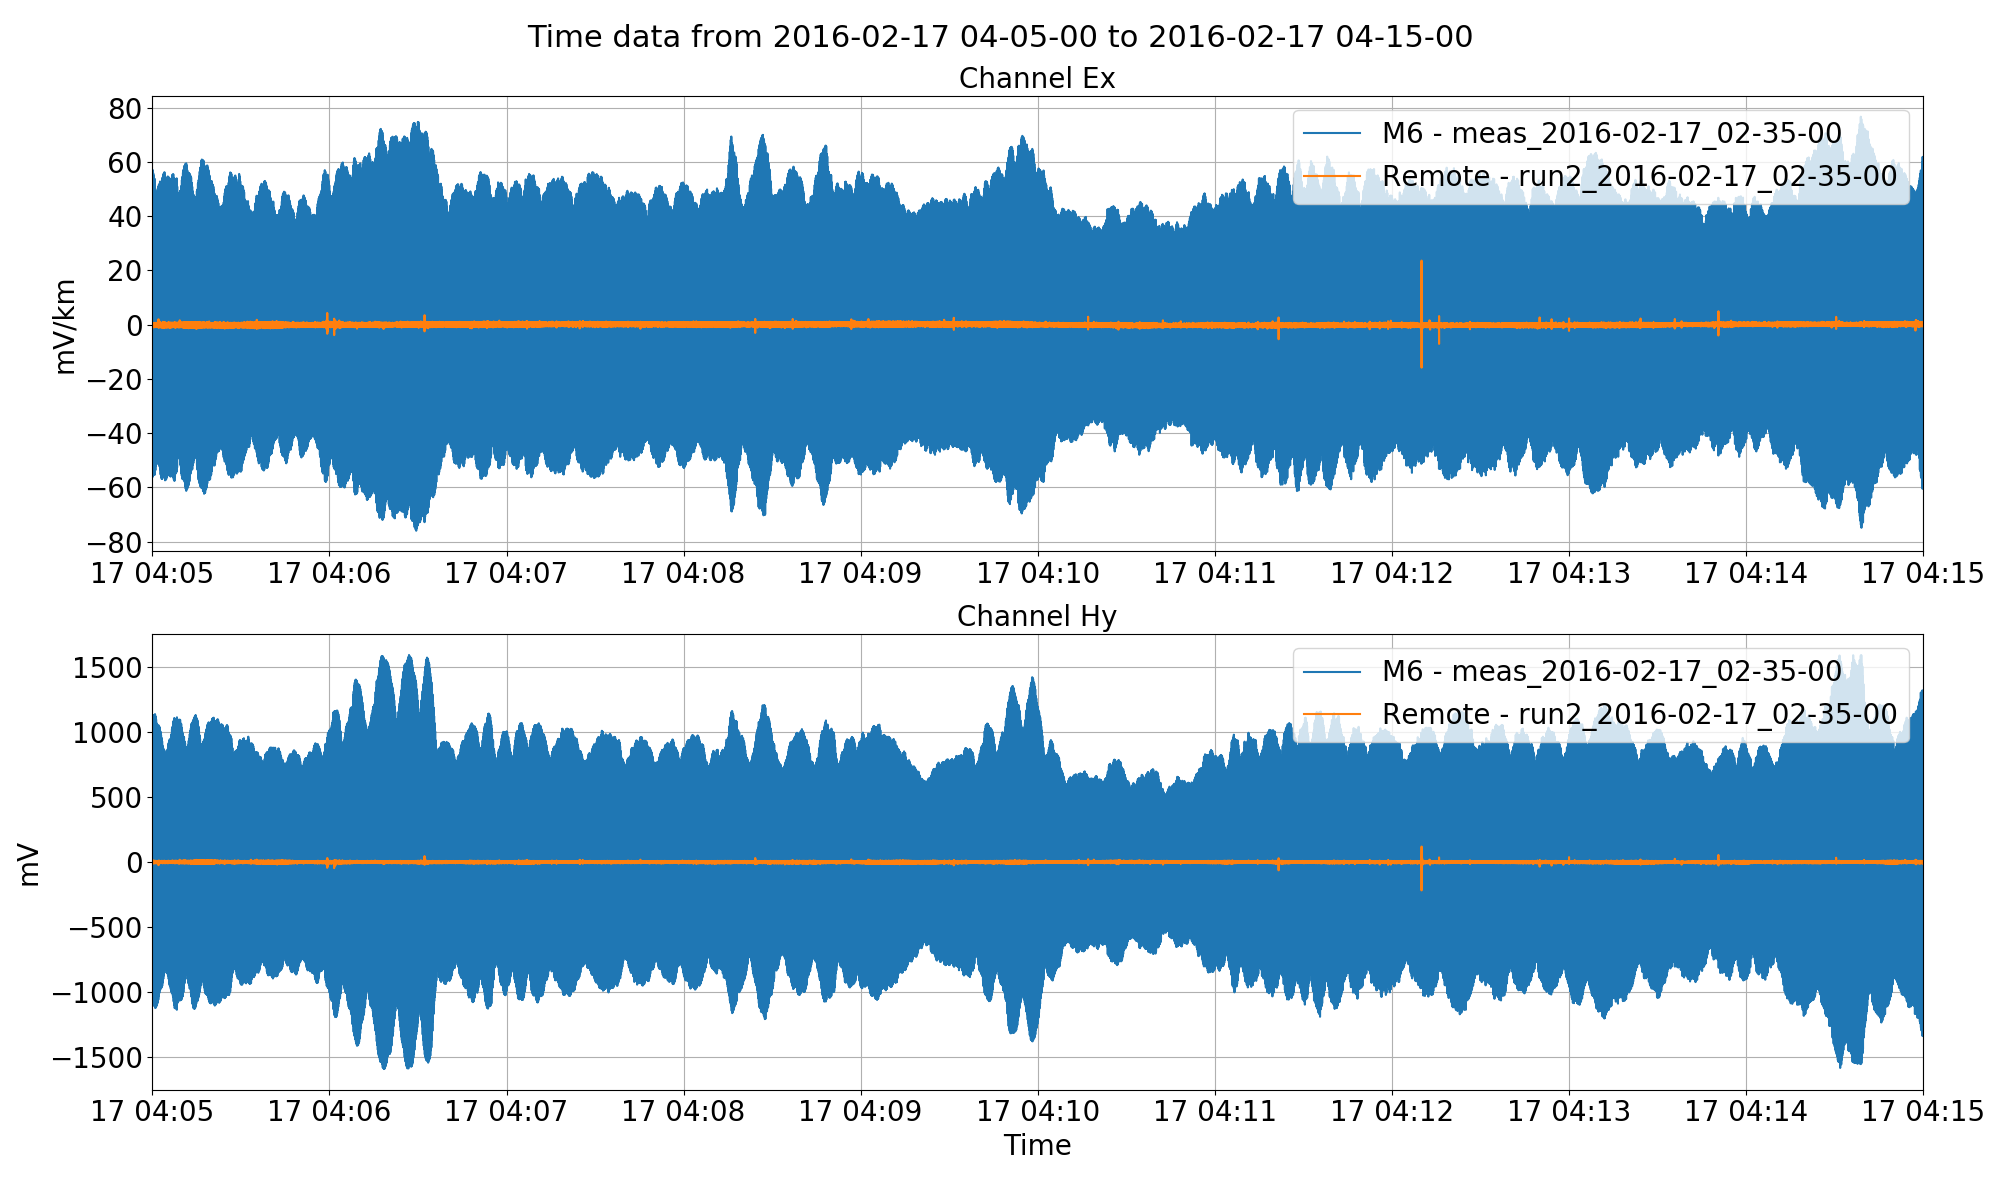 Time data from 2016-02-17 04-05-00 to 2016-02-17 04-15-00
Channel Ex
M6 - meas_2016-02-17_02-35-00
Remote - run2_2016-02-17_02-35-00
mV/km
80
60
40
20
0
−20
−40
−60
−80
17 04:05 17 04:06 17 04:07 17 04:08 17 04:09 17 04:10 17 04:11 17 04:12 17 04:13 17 04:14 17 04:15
Channel Hy
M6 - meas_2016-02-17_02-35-00
Remote - run2_2016-02-17_02-35-00
mV
1500
1000
500
0
−500
−1000
−1500
17 04:05 17 04:06 17 04:07 17 04:08 17 04:09 17 04:10 17 04:11 17 04:12 17 04:13 17 04:14 17 04:15
Time